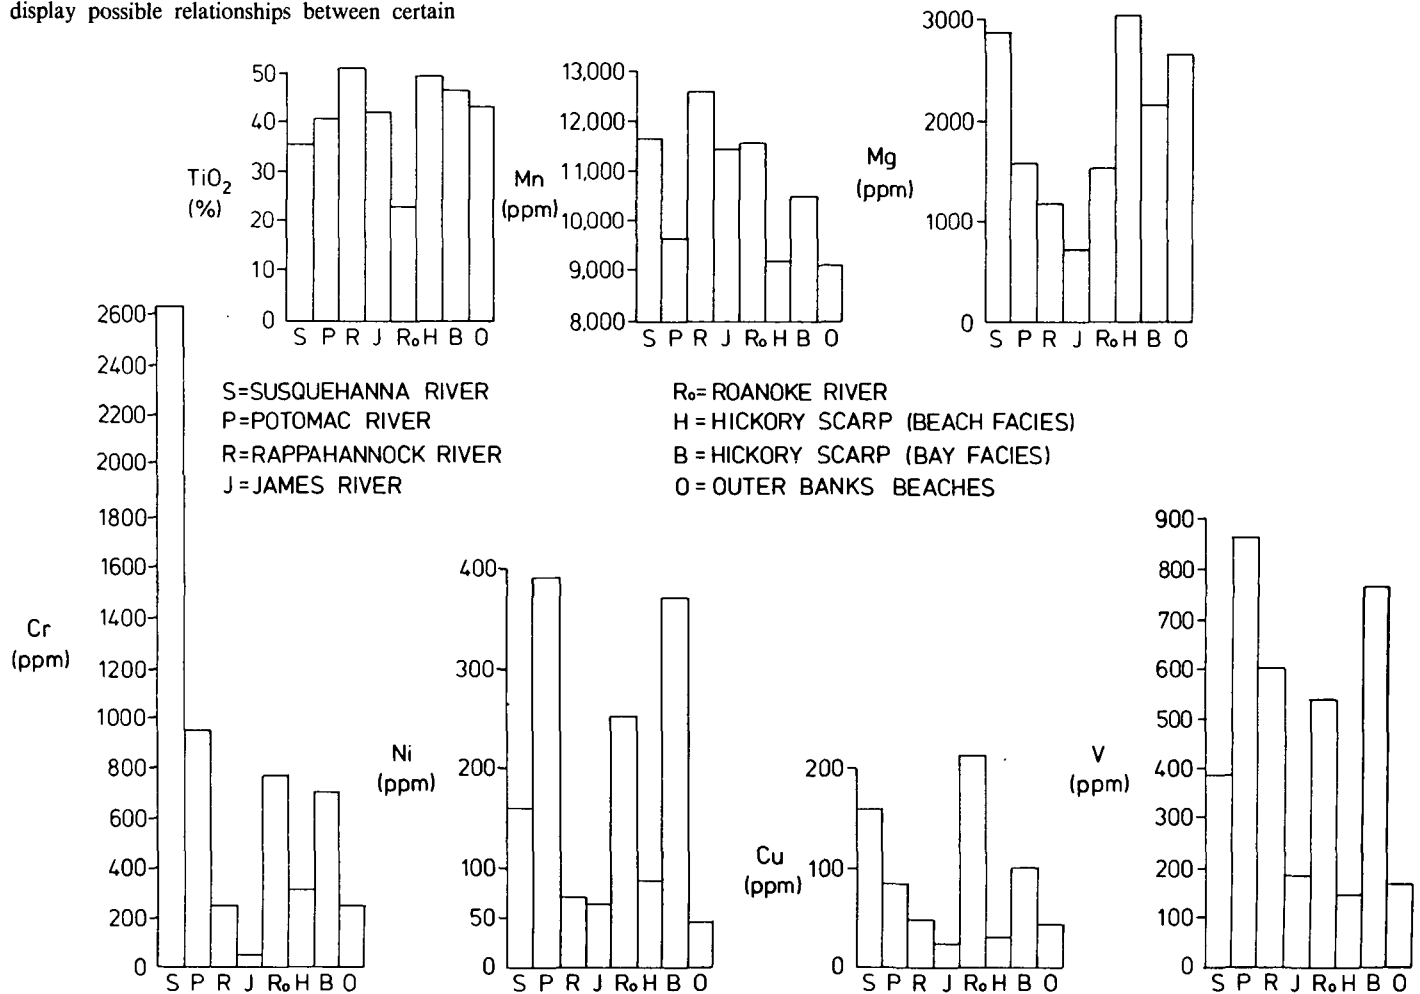 display possible relationships between certain
50
40
30
20
10
0
TiO2
(%)
S P R J Ro H B O
13,000
12,000
11,000
10,000
9,000
8,000
Mn
(ppm)
S P R J Ro H B O
3000
2000
1000
0
Mg
(ppm)
S P R J Ro H B O
S=SUSQUEHANNA RIVER
P=POTOMAC RIVER
R=RAPPAHANNOCK RIVER
J=JAMES RIVER
Ro=ROANOKE RIVER
H=HICKORY SCARP (BEACH FACIES)
B=HICKORY SCARP (BAY FACIES)
O=OUTER BANKS BEACHES
2600
2400
2200
2000
1800
1600
1400
1200
1000
800
600
400
200
0
Cr
(ppm)
S P R J Ro H B O
400
300
200
100
50
0
Ni
(ppm)
S P R J Ro H B O
200
100
0
Cu
(ppm)
S P R J Ro H B O
900
800
700
600
500
400
300
200
100
0
V
(ppm)
S P R J Ro H B O